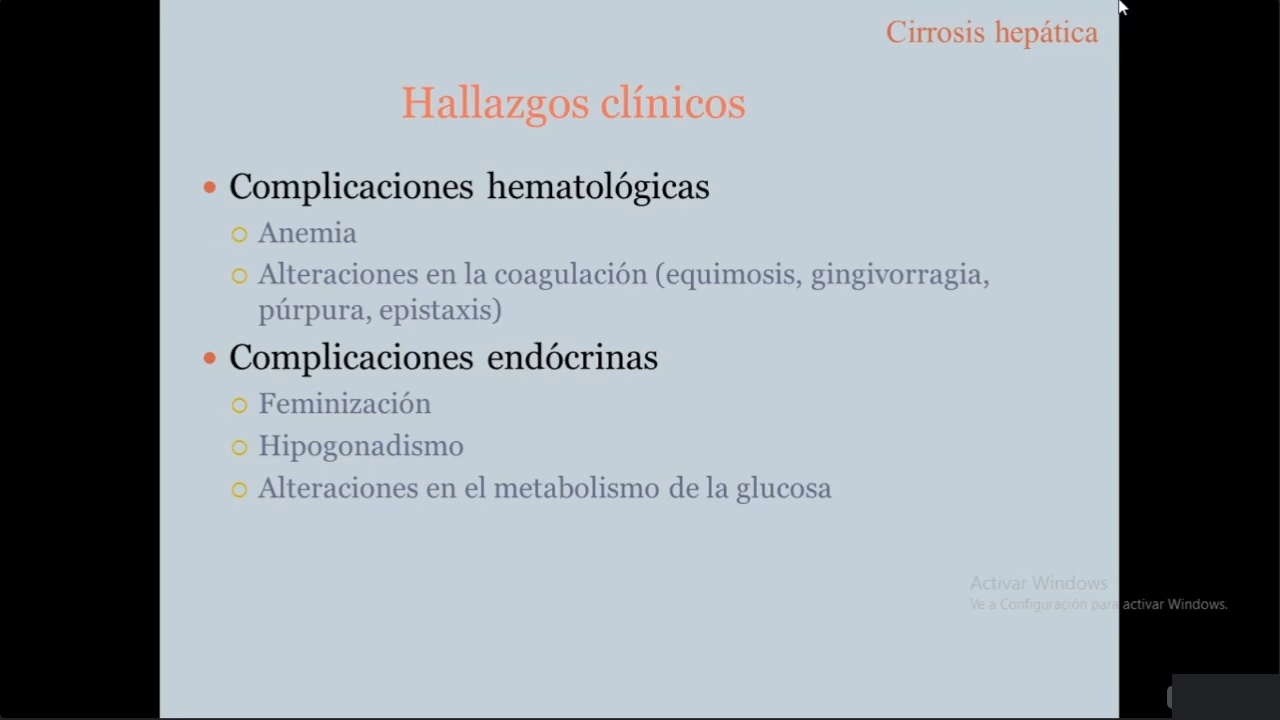 Cirrosis hepática
Hallazgos clínicos
Complicaciones hematológicas
Anemia
Alteraciones en la coagulación (equimosis, gingivorragia,
púrpura, epistaxis)
Complicaciones endócrinas
Feminización
Hipogonadismo
Alteraciones en el metabolismo de la glucosa
Activar Windows
Ve a Configuración para activar Windows.